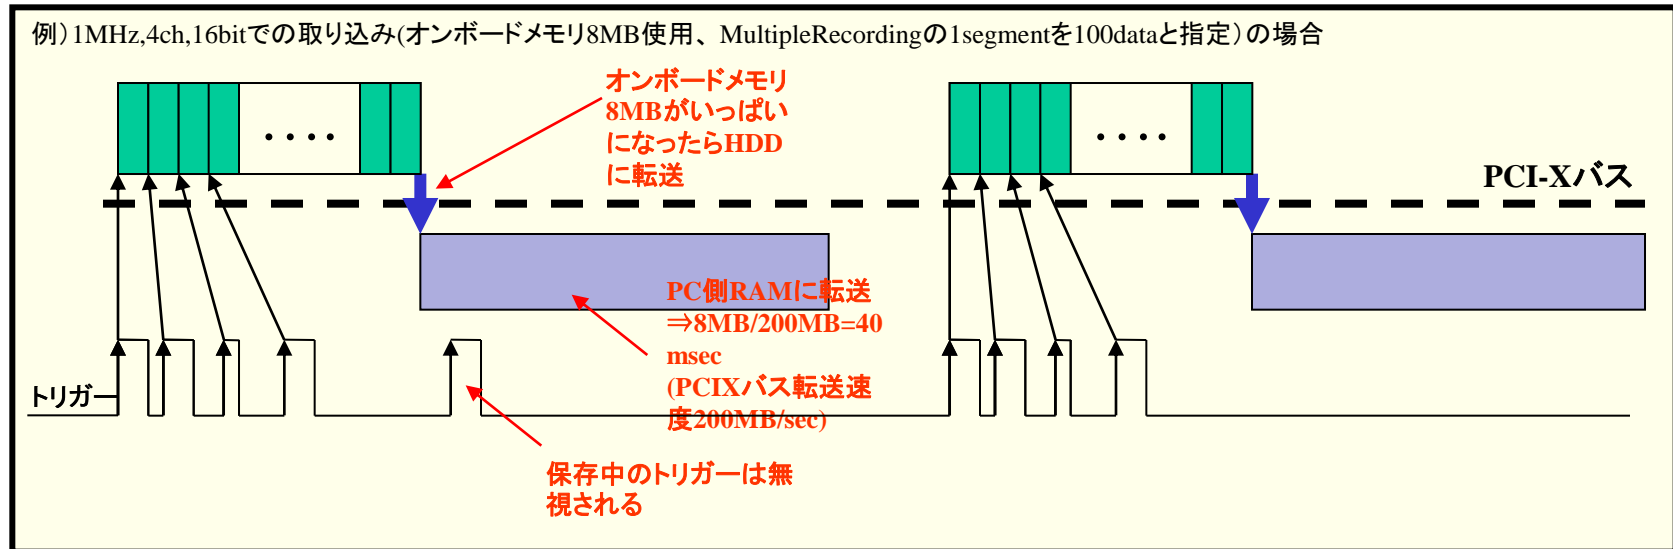 例）1MHz,4ch,16bitでの取り込み(オンボードメモリ8MB使用、MultipleRecordingの1segmentを100dataと指定）の場合
オンボードメモリ
8MBがいっぱい
になったらHDD
に転送
・・・・
・・・・
PCI-Xバス
PC側RAMに転送
⇒8MB/200MB=40
msec
(PCIXバス転送速
度200MB/sec)
トリガー
保存中のトリガーは無
視される